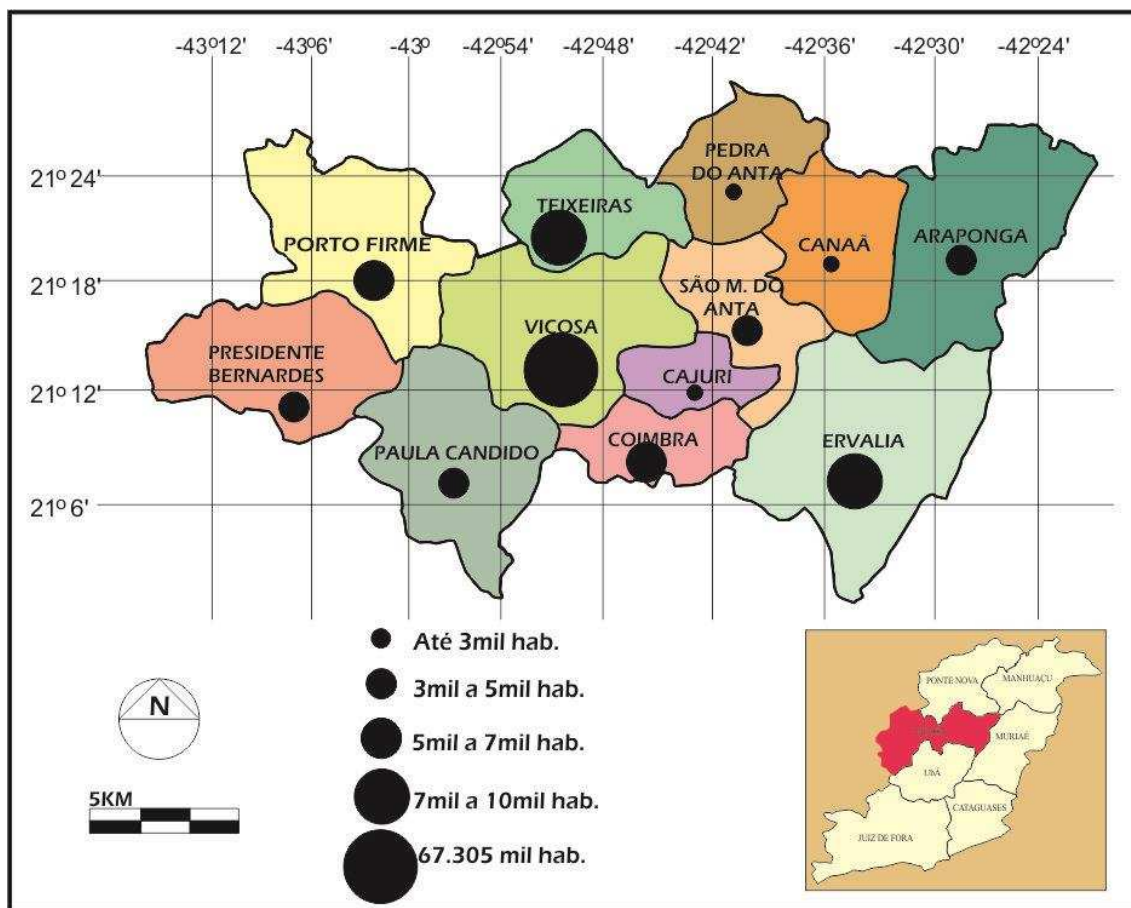 -43º12' -43º6' -43º -42º54' -42º48' -42º42' -42º36' -42º30' -42º24'
21º 24'
21º 18'
21º 12'
21º 6'
PEDRA
DO ANTA
TEIXEIRAS
PORTO FIRME
CANAÃ
ARAPONGA
SÃO M. DO
ANTA
VICOSA
PRESIDENTE
BERNARDES
CAJURI
PAULA CANDIDO
COIMBRA
ERVALIA
N
5KM
Até 3mil hab.
3mil a 5mil hab.
5mil a 7mil hab.
7mil a 10mil hab.
67.305 mil hab.
PONTE NOVA
MANHUAÇU
MURIAÉ
UBÁ
CATAGUASES
JUIZ DE FORA